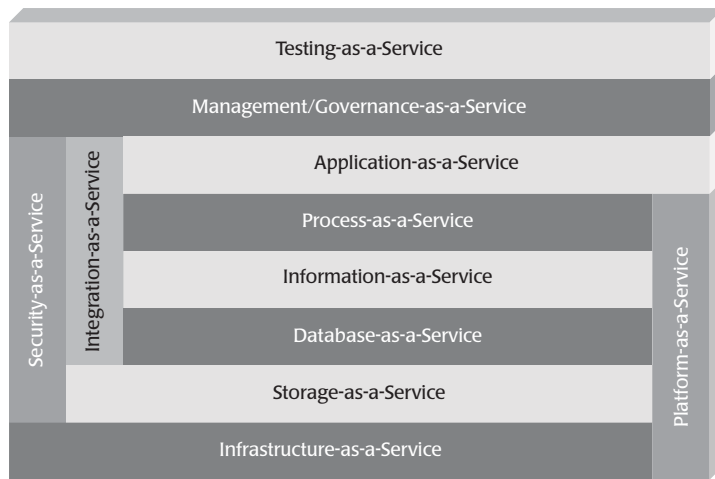 Testing-as-a-Service
Management/Governance-as-a-Service
Application-as-a-Service
Process-as-a-Service
Information-as-a-Service
Database-as-a-Service
Storage-as-a-Service
Infrastructure-as-a-Service
Security-as-a-Service
Integration-as-a-Service
Platform-as-a-Service